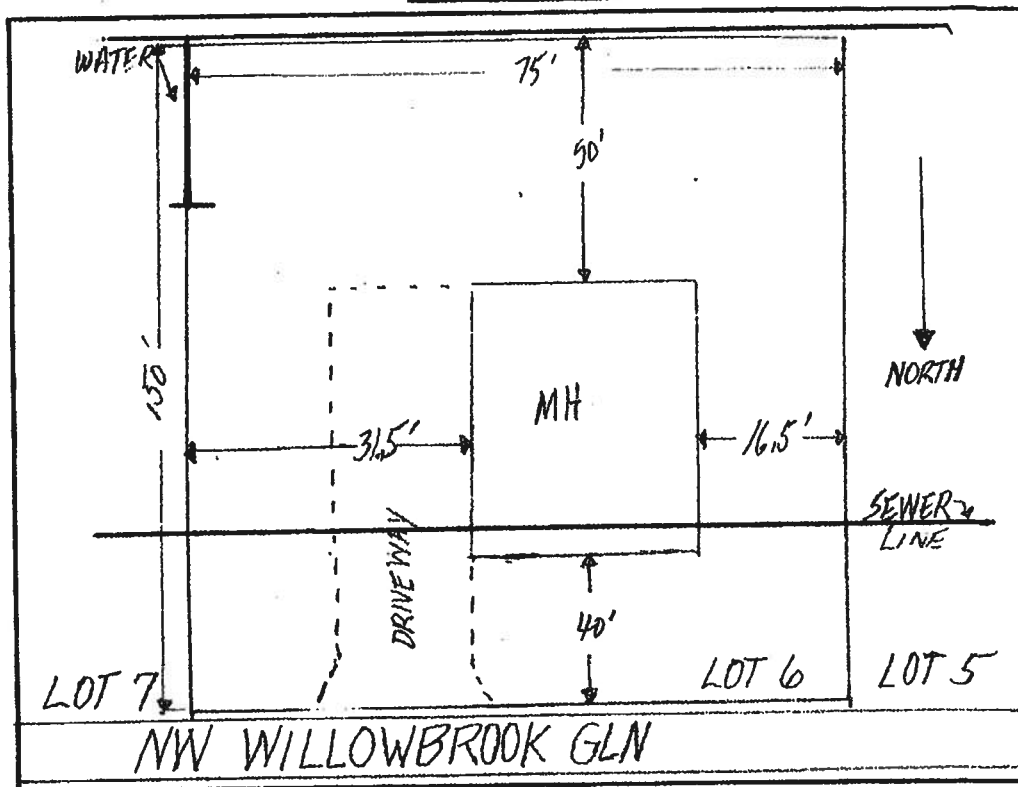 WATER
75'
50'
150'
NORTH
MH
31.5'
16.5'
SEWER
LINE
DRIVEWAY
40'
LOT 7
LOT 6
LOT 5
NW WILLOWBROOK GLN